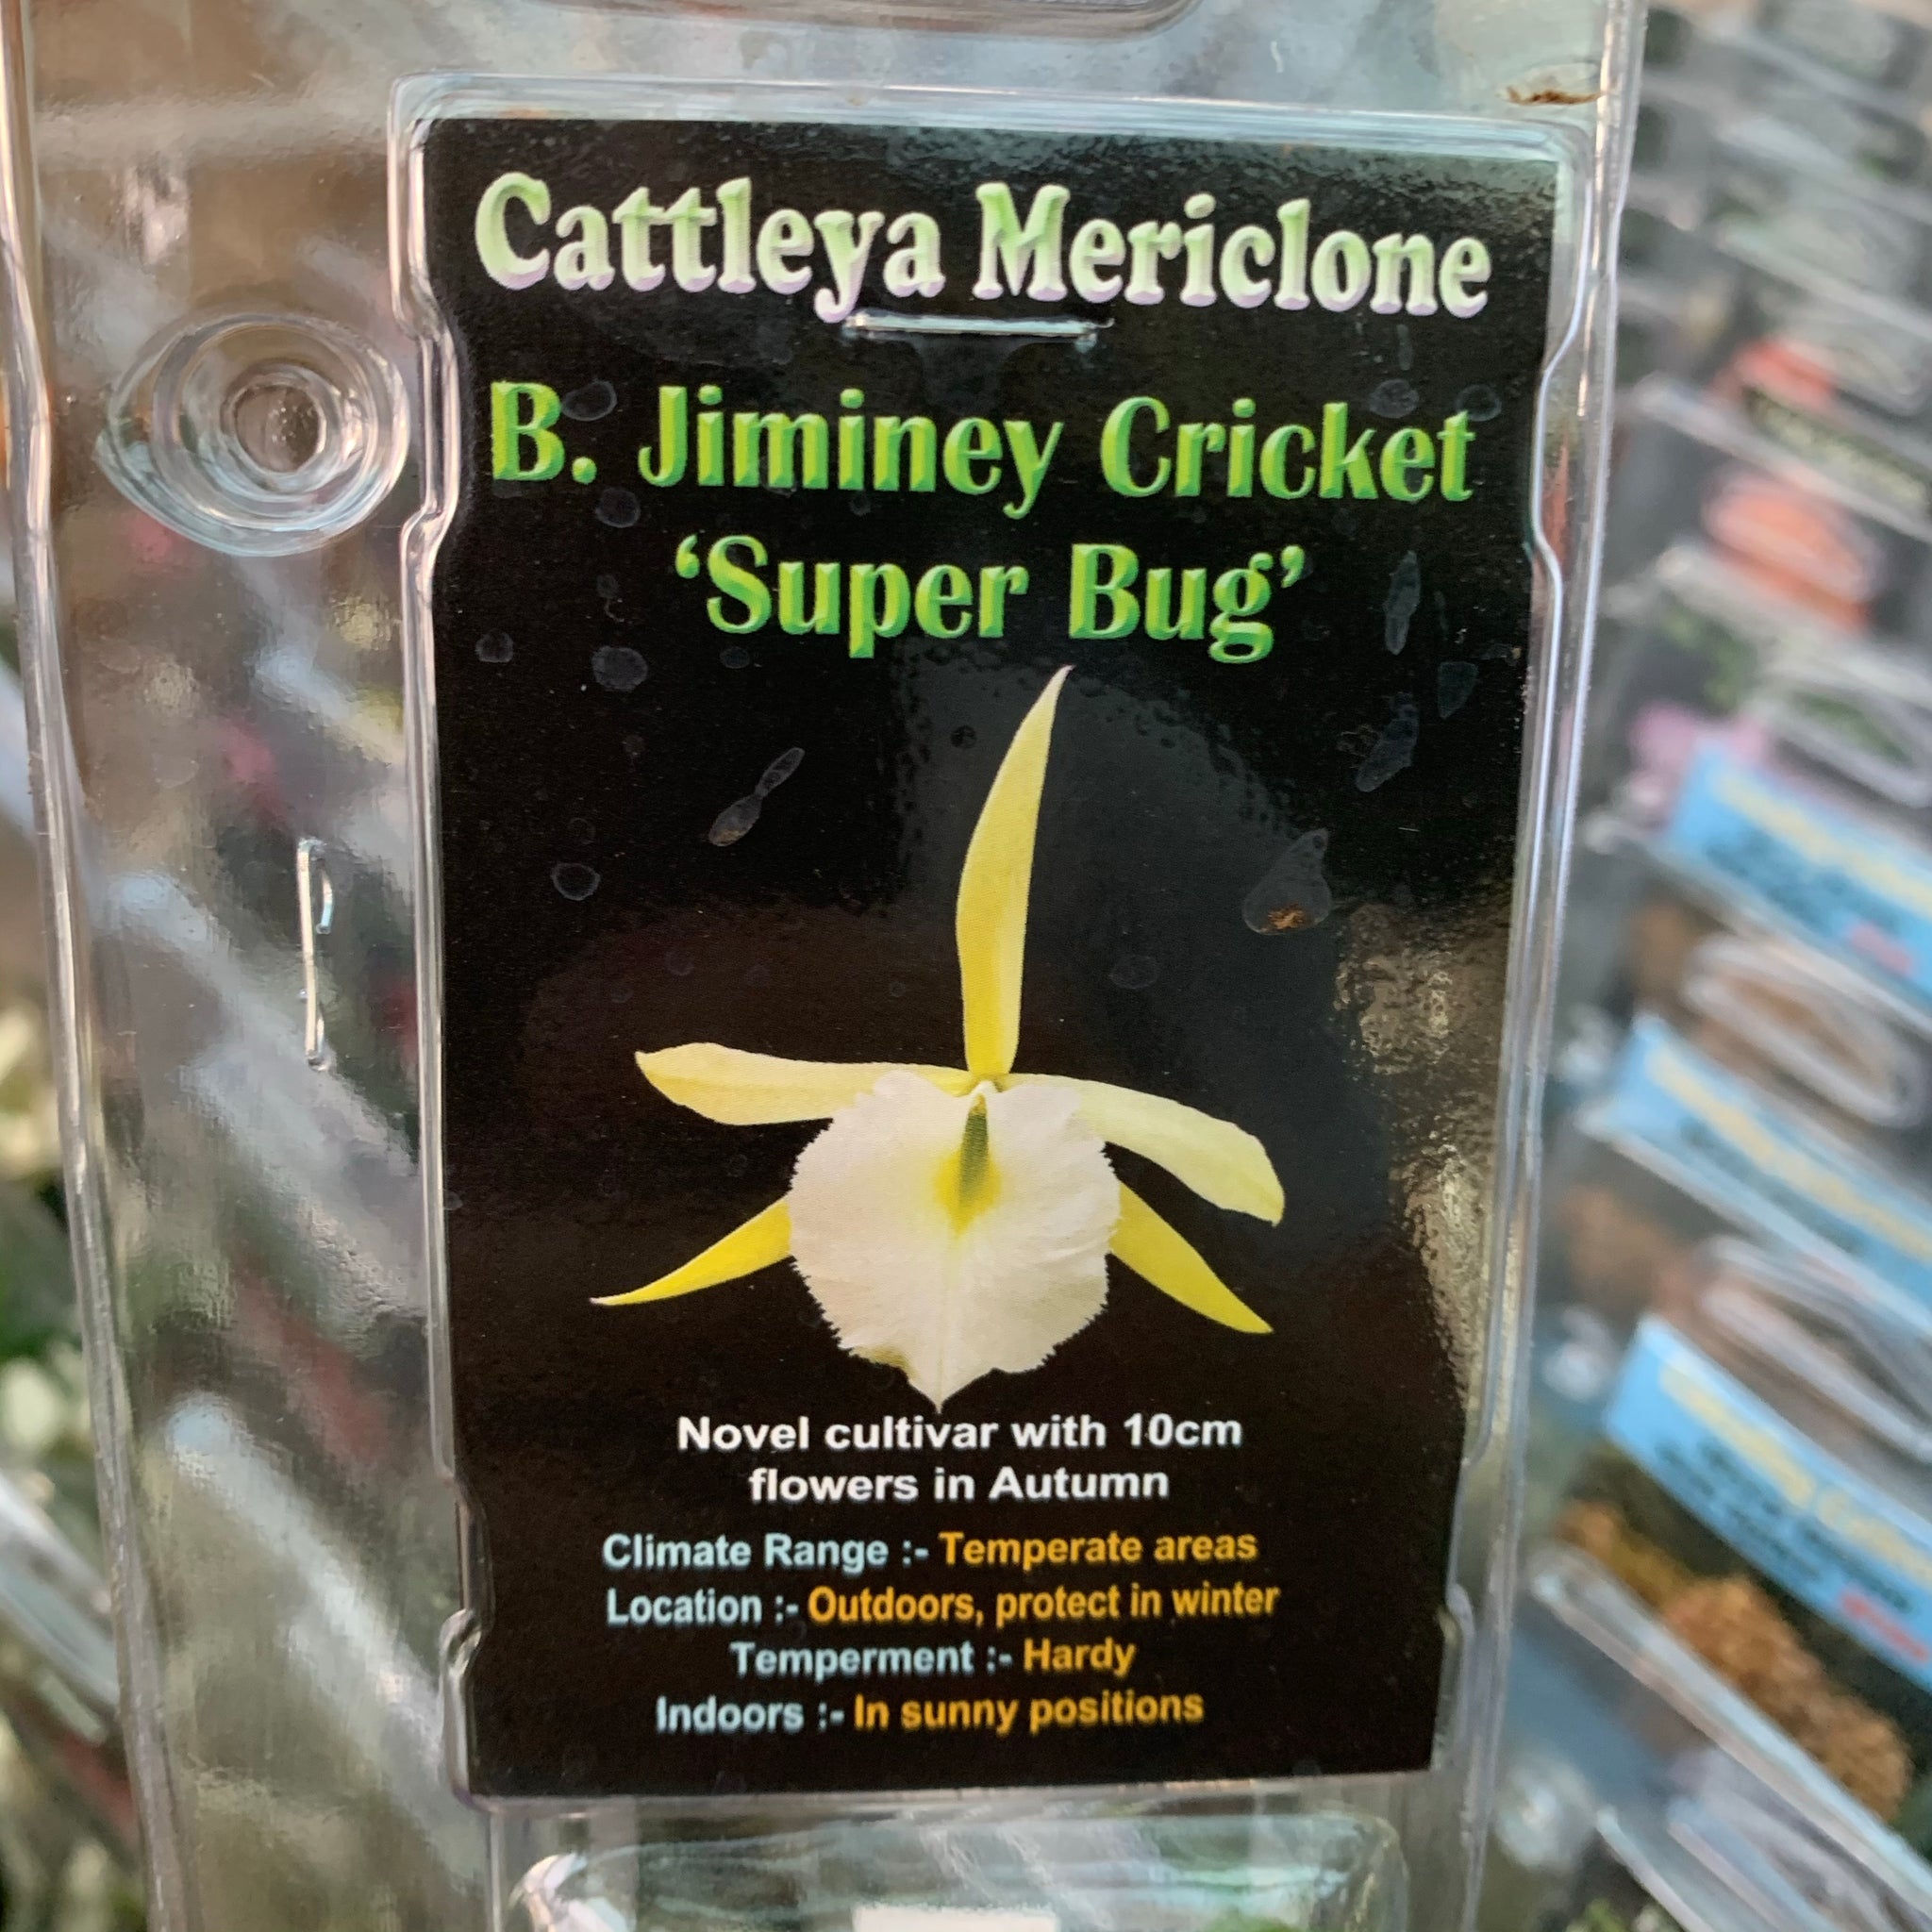 Cattleya Mericlone
B. Jiminey Cricket
‘Super Bug’
Novel cultivar with 10cm
flowers in Autumn
Climate Range :- Temperate areas
Location :- Outdoors, protect in winter
Temperment :- Hardy
Indoors :- In sunny positions